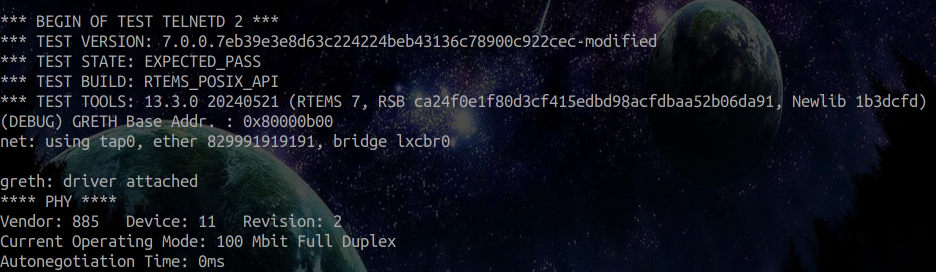 *** BEGIN OF TEST TELNETD 2 ***
*** TEST VERSION: 7.0.0.7eb39e3e8d63c224224beb43136c78900c922cec-modified
*** TEST STATE: EXPECTED_PASS
*** TEST BUILD: RTEMS_POSIX_API
*** TEST TOOLS: 13.3.0 20240521 (RTEMS 7, RSB ca24f0e1f80d3cf415edbd98acfdbaa52b06da91, Newlib 1b3dcfd)
(DEBUG) GRETH Base Addr. : 0x80000b00
net: using tap0, ether 829991919191, bridge lxcbr0
greth: driver attached
**** PHY ****
Vendor: 885   Device: 11   Revision: 2
Current Operating Mode: 100 Mbit Full Duplex
Autonegotiation Time: 0ms